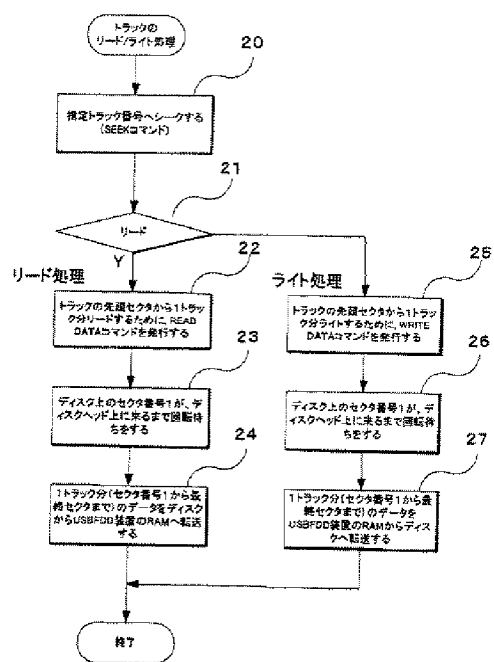 トラックの
リード/ライト処理
20
指定トラック番号へシークする
(SEEKコマンド)
21
リード
Y
リード処理
22
トラックの先頭セクタから1トラッ
ク分リードするために, READ
DATAコマンドを発行する
23
ディスク上のセクタ番号1が、デ
ィスクヘッド上に来るまで回転待
ちをする
24
1トラック分(セクタ番号1から最
終セクタまで)のデータをディスク
からUSBFDD装置のRAMへ転送
する
ライト処理
25
トラックの先頭セクタから1トラッ
ク分ライトするために, WRITE
DATAコマンドを発行する
26
ディスク上のセクタ番号1が、デ
ィスクヘッド上に来るまで回転待
ちをする
27
1トラック分(セクタ番号1から最
終セクタまで)のデータを
USBFDD装置のRAMからディス
クへ転送する
終了